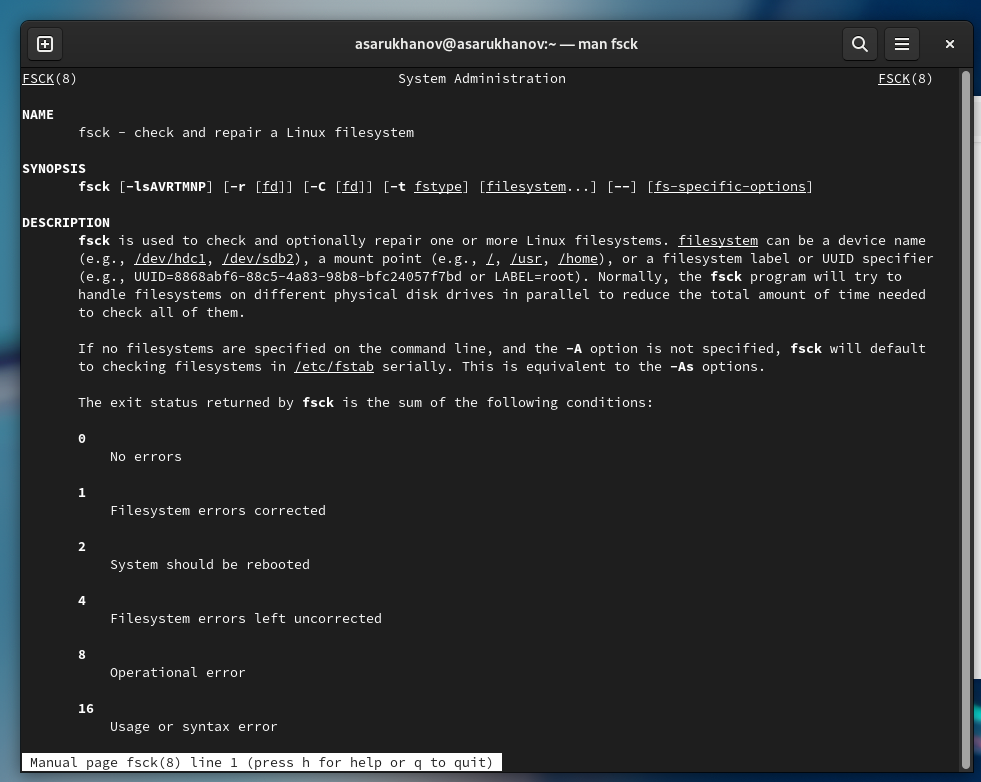 asarukhanov@asarukhanov:~ — man fsck
FSCK(8) System Administration FSCK(8)
NAME
fsck - check and repair a Linux filesystem
SYNOPSIS
fsck [-lsAVRTMNP] [-r [fd]] [-C [fd]] [-t fstype] [filesystem...] [--] [fs-specific-options]
DESCRIPTION
fsck is used to check and optionally repair one or more Linux filesystems. filesystem can be a device name
(e.g., /dev/hdc1, /dev/sdb2), a mount point (e.g., /, /usr, /home), or a filesystem label or UUID specifier
(e.g., UUID=8868abf6-88c5-4a83-98b8-bfc24057f7bd or LABEL=root). Normally, the fsck program will try to
handle filesystems on different physical disk drives in parallel to reduce the total amount of time needed
to check all of them.
If no filesystems are specified on the command line, and the -A option is not specified, fsck will default
to checking filesystems in /etc/fstab serially. This is equivalent to the -As options.
The exit status returned by fsck is the sum of the following conditions:
0
No errors
1
Filesystem errors corrected
2
System should be rebooted
4
Filesystem errors left uncorrected
8
Operational error
16
Usage or syntax error
Manual page fsck(8) line 1 (press h for help or q to quit)